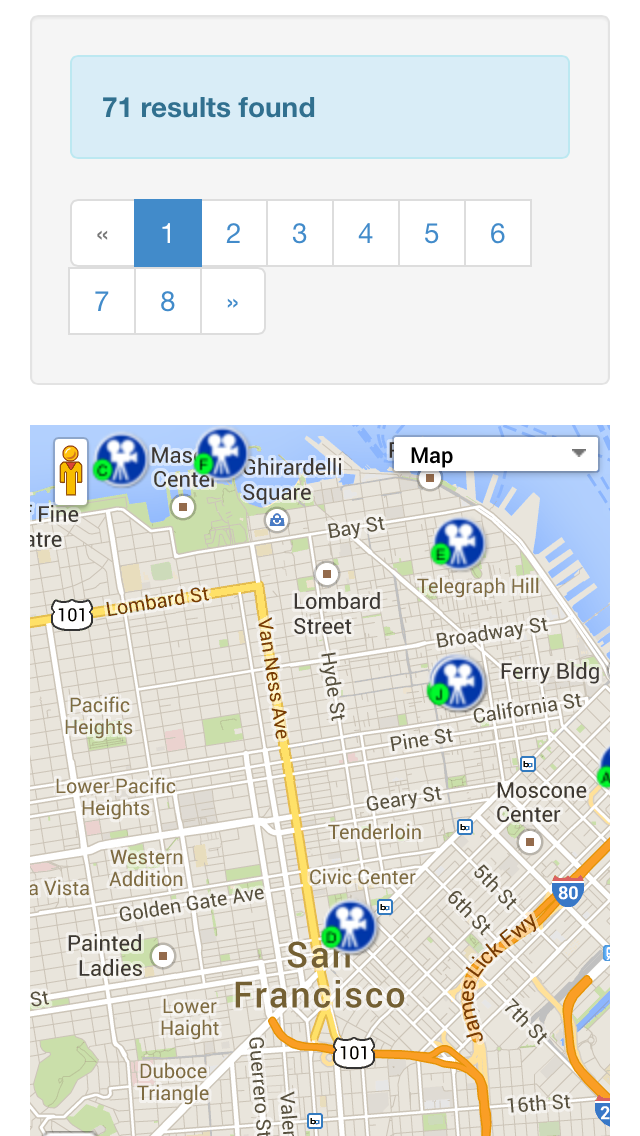 71 results found
« 1 2 3 4 5 6
7 8 »
Map
C
F
Ghirardelli
Square
Center
Fine
atre
Bay St
E
Telegraph Hill
101
Lombard St
Lombard
Street
Broadway St
Van Ness Ave
Hyde St
J
Ferry Bldg
California St
Pacific
Heights
Pine St
A
Lower Pacific
Heights
Geary St
Moscone
Center
Tenderloin
Western
Addition
Civic Center
a Vista
Golden Gate Ave
5th St
80
6th St
D
Painted
Ladies
San
Francisco
James Lick Fwy
St
Lower
Haight
7th St
101
Guerrero St
Duboce
Triangle
Valer
16th St
2